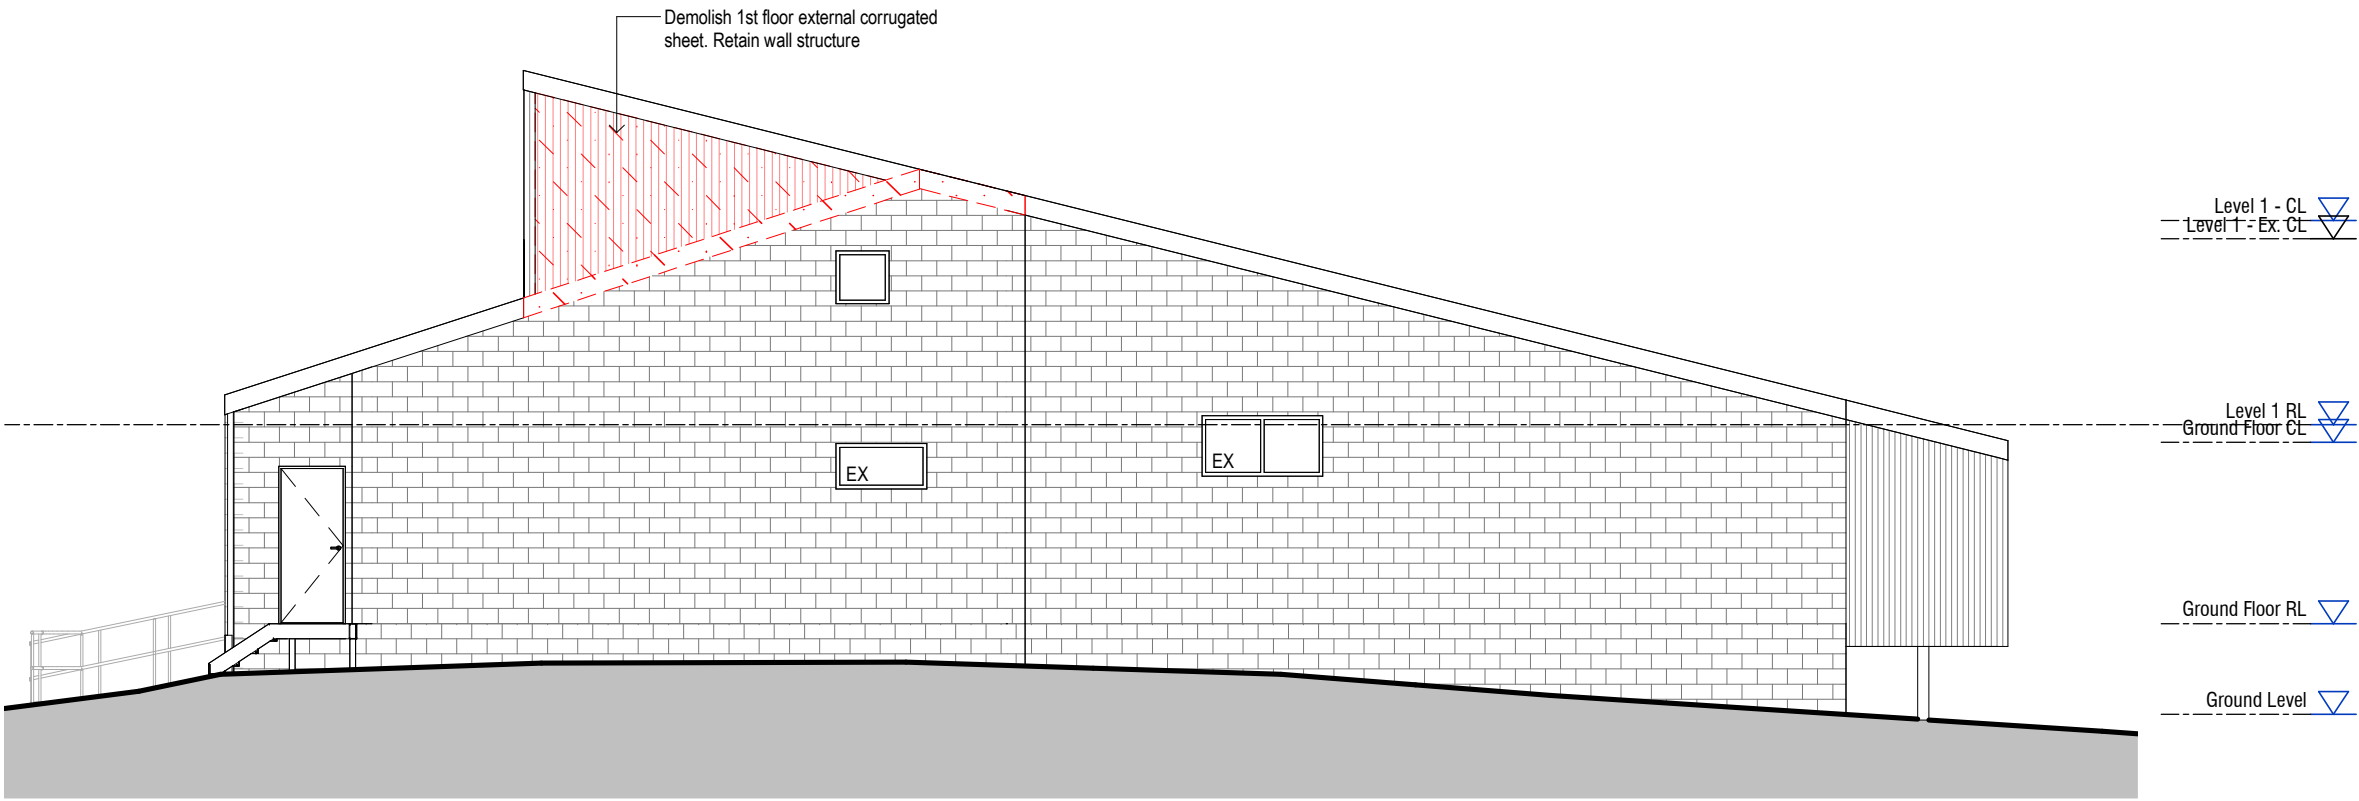 Demolish 1st floor external corrugated
sheet. Retain wall structure
Level 1 - CL
Level 1 - Ex. CL
Level 1 RL
Ground Floor CL
EX
EX
Ground Floor RL
Ground Level